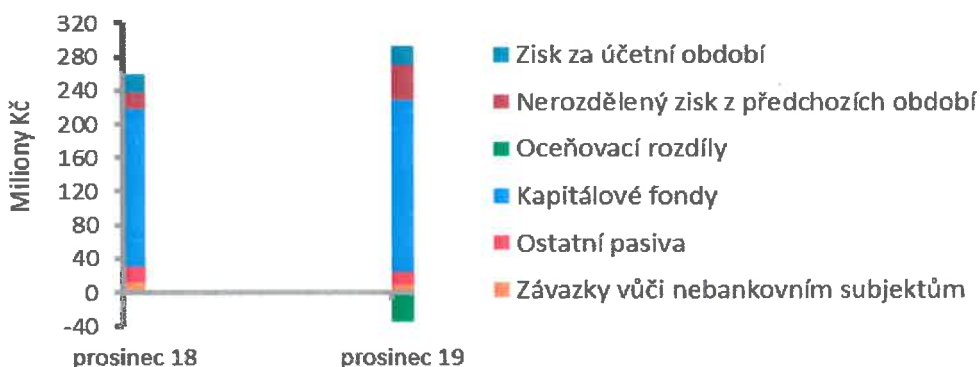 Miliony Kč
320
280
240
200
160
120
80
40
0
-40
prosinec 18
prosinec 19
Zisk za účetní období
Nerozdělený zisk z předchozích období
Oceňovací rozdíly
Kapitálové fondy
Ostatní pasiva
Závazky vůči nebankovním subjektům